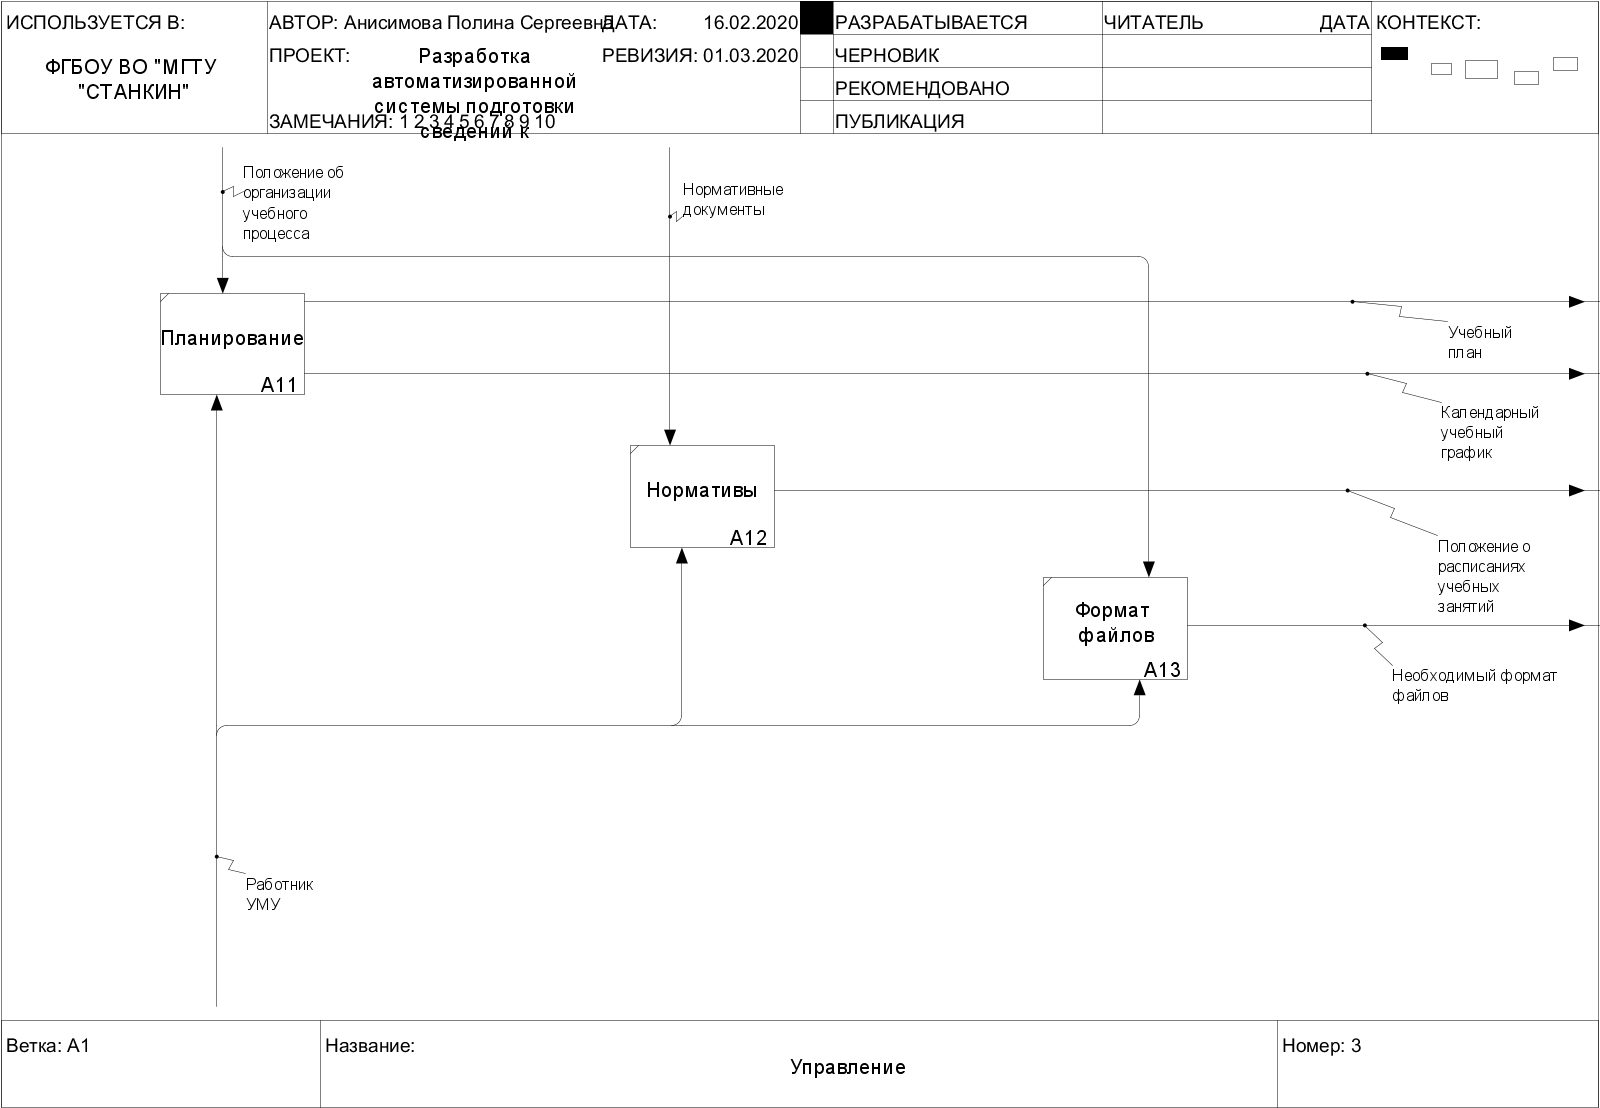 ИСПОЛЬЗУЕТСЯ В:
ФГБОУ ВО "МГТУ
"СТАНКИН"
АВТОР: Анисимова Полина Сергеевна
ДАТА: 16.02.2020
ПРОЕКТ:
Разработка
автоматизированной
системы подготовки
сведений к
РЕВИЗИЯ: 01.03.2020
ЗАМЕЧАНИЯ: 1 2 3 4 5 6 7 8 9 10
РАЗРАБАТЫВАЕТСЯ
ЧЕРНОВИК
РЕКОМЕНДОВАНО
ПУБЛИКАЦИЯ
ЧИТАТЕЛЬ
ДАТА
КОНТЕКСТ:
Положение об
организации
учебного
процесса
Нормативные
документы
Планирование
A11
Учебный
план
Календарный
учебный
график
Нормативы
A12
Положение о
расписаниях
учебных
занятий
Формат
файлов
A13
Необходимый формат
файлов
Работник
УМУ
Ветка: A1
Название:
Управление
Номер: 3